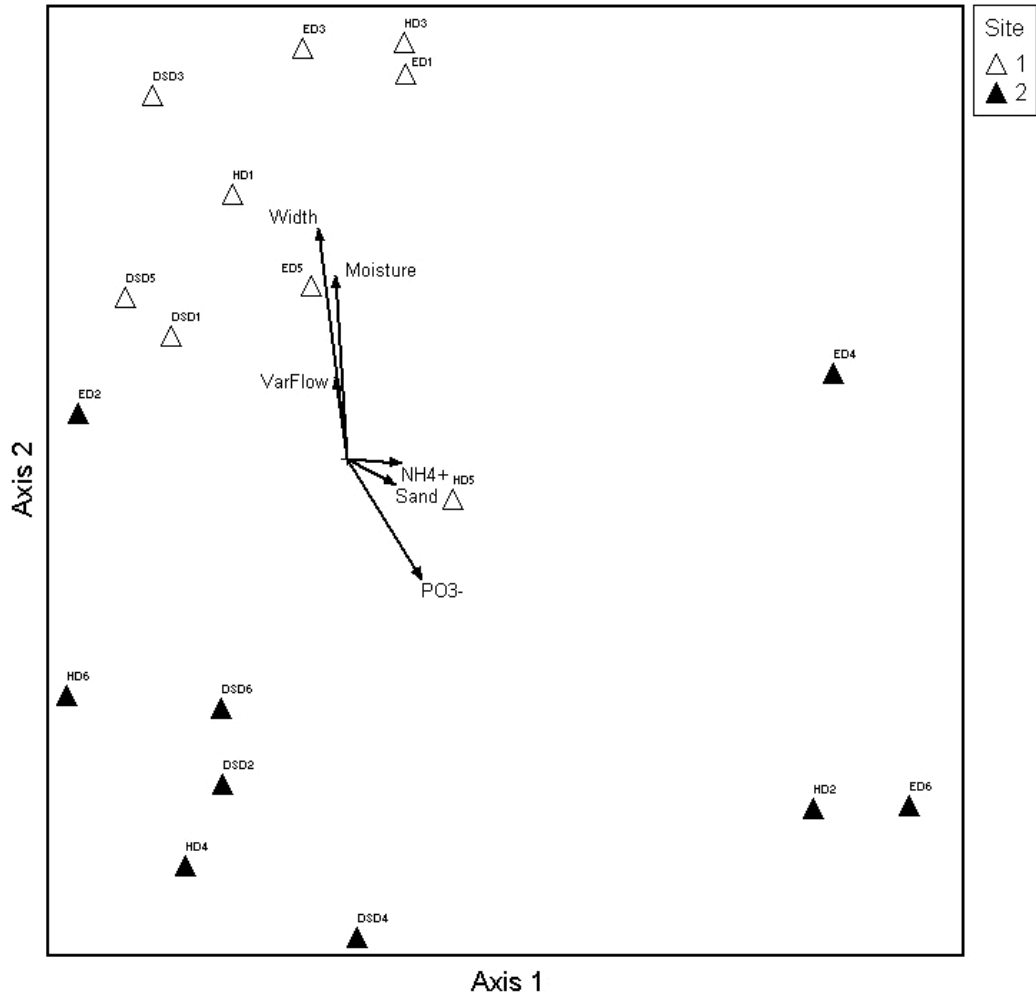 Site
1
2
ED3
HD3
ED1
DSD3
HD1
Width
ED5
Moisture
DSD5
DSD1
VarFlow
ED4
ED2
NH4+
HD5
Sand
PO3-
HD6
DSD6
DSD2
HD2
ED6
HD4
DSD4
Axis 2
Axis 1